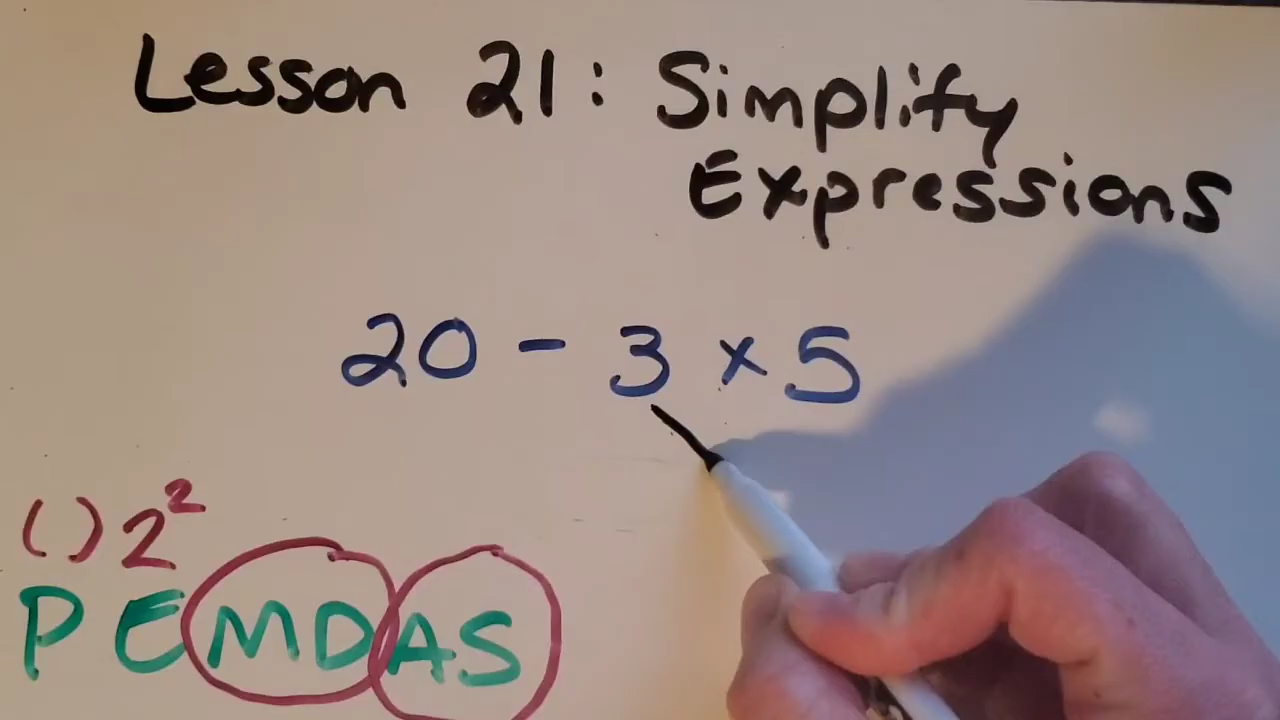 Lesson 21: Simplify
Expressions
20 - 3 x 5
( ) 2²
PEMDAS